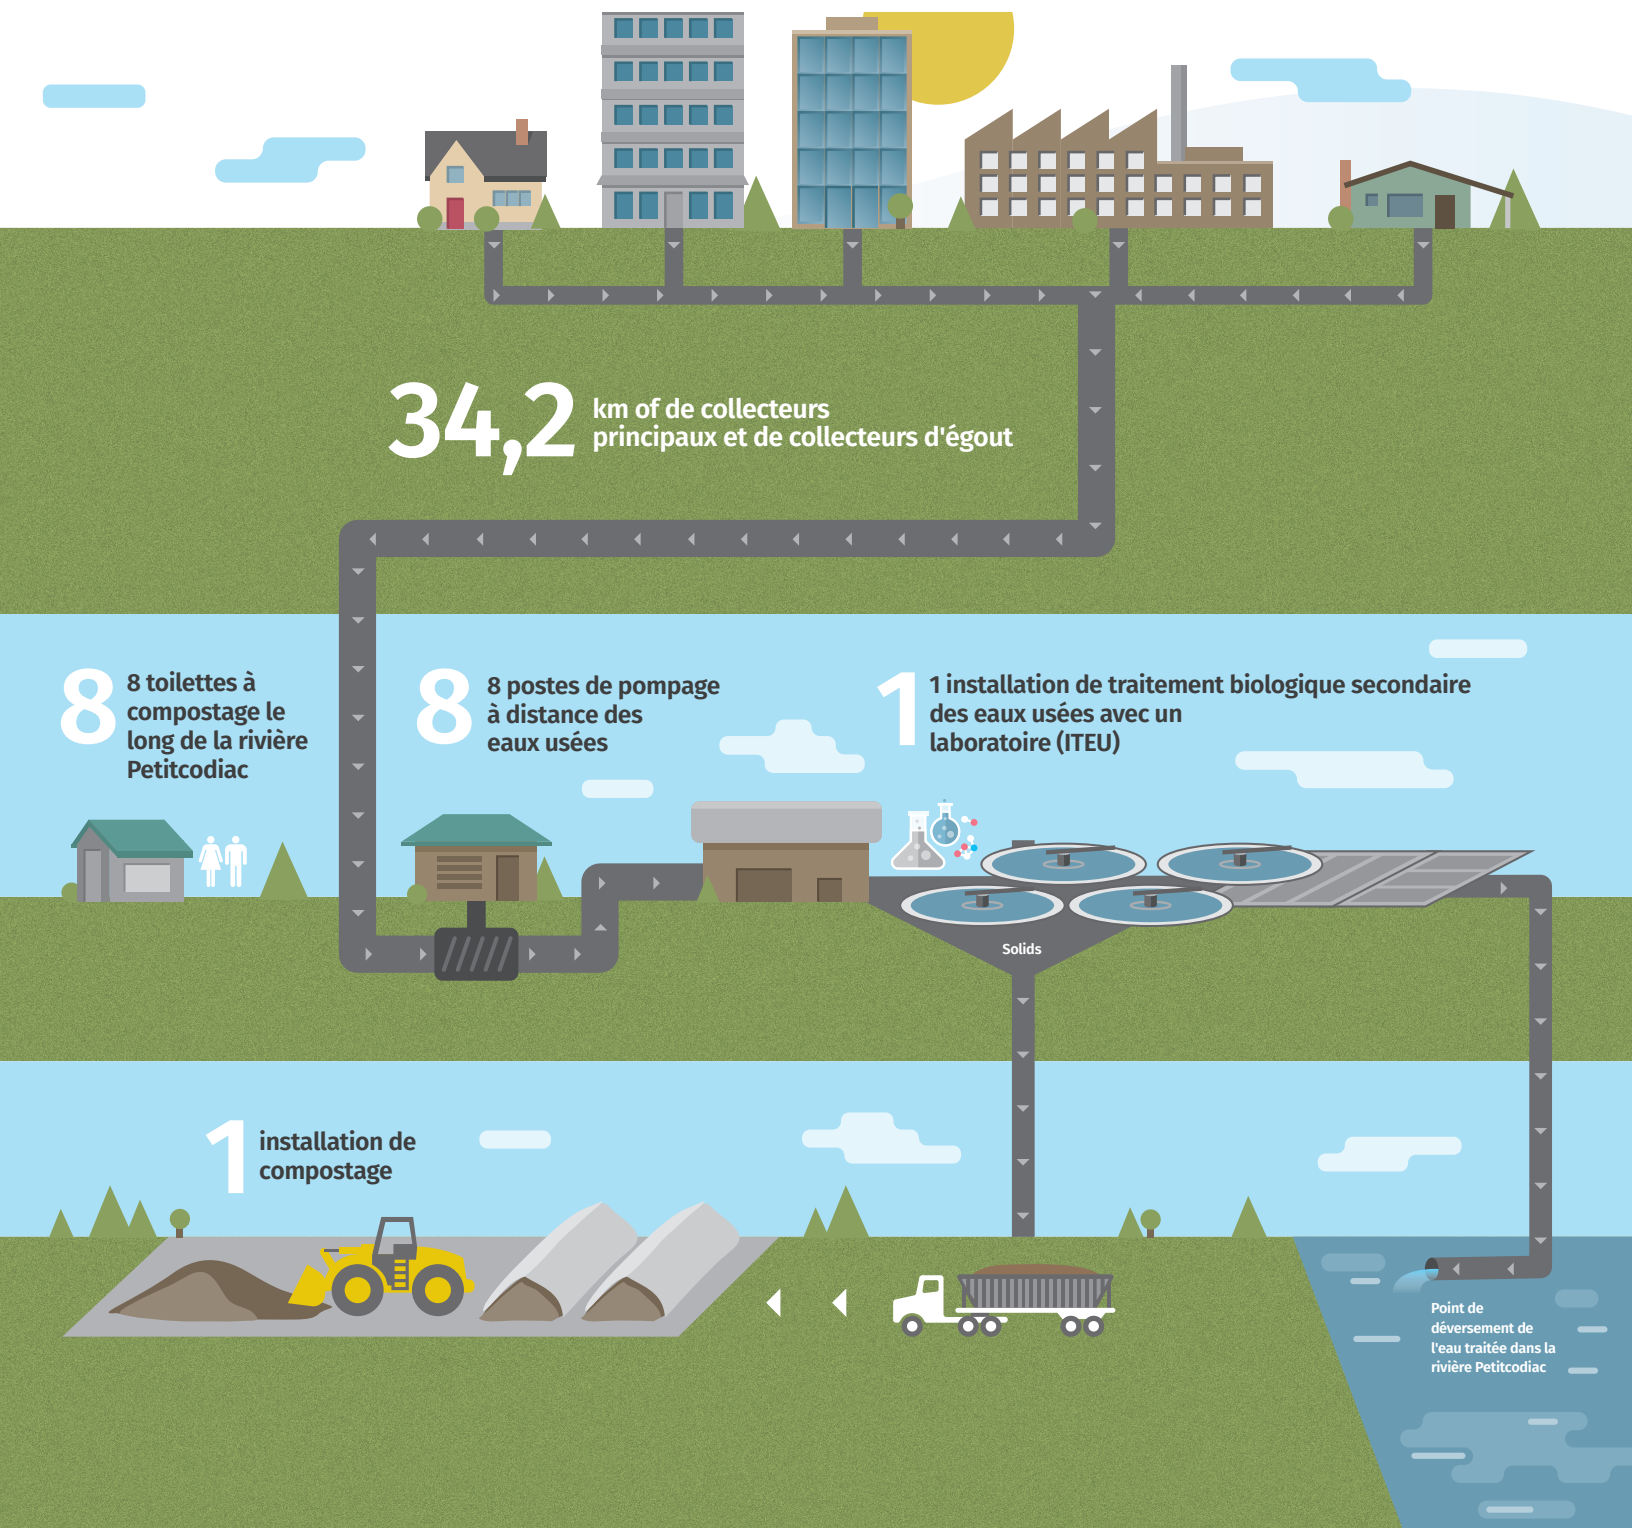 34,2
km of de collecteurs
principaux et de collecteurs d'égout
8
8 toilettes à
compostage le
long de la rivière
Petitcodiac
8
8 postes de pompage
à distance des
eaux usées
1
1 installation de traitement biologique secondaire
des eaux usées avec un
laboratoire (ITEU)
Solids
1
installation de
compostage
Point de
déversement de
l'eau traitée dans la
rivière Petitcodiac